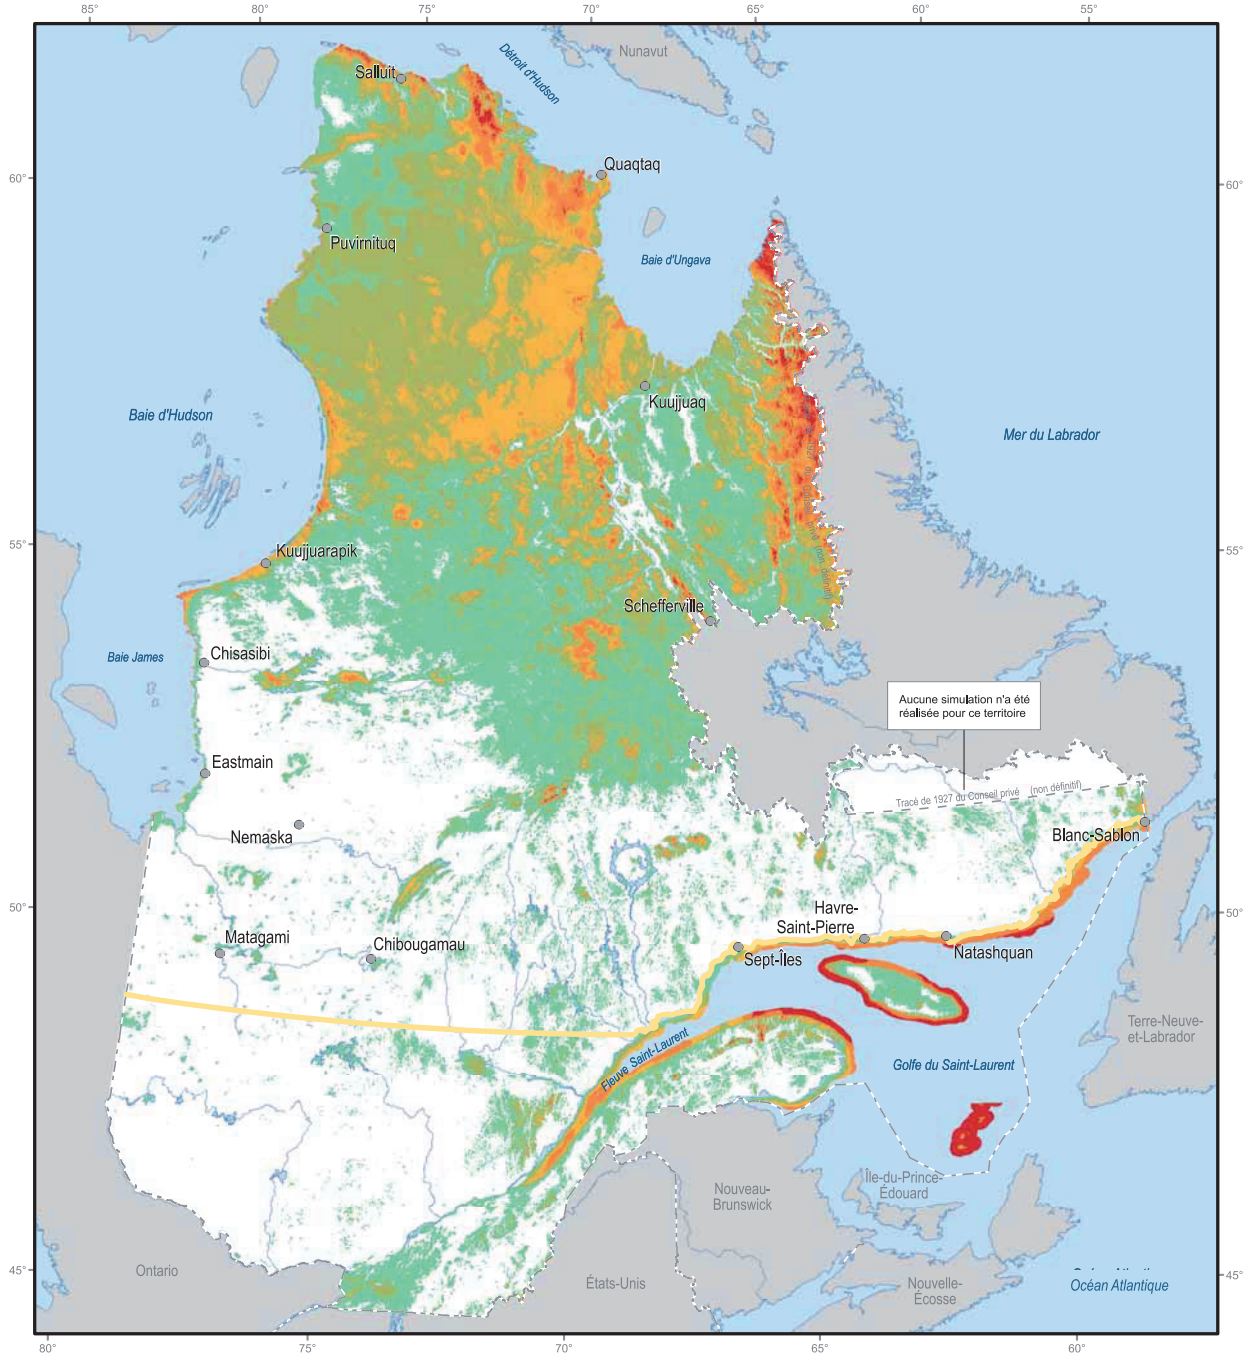 85°
80°
75°
70°
65°
60°
55°
Nunavut
Détroit d'Hudson
Salluit
Quaqtaq
60°
60°
Puvirnituq
Baie d'Ungava
Kuujjuaq
Baie d'Hudson
Mer du Labrador
55°
55°
Kuujjuarapik
Schefferville
Chisasibi
Baie James
Aucune simulation n'a été
réalisée pour ce territoire
Eastmain
Tracé de 1927 du Conseil privé (non définitif)
Nemaska
Blanc-Sablon
50°
50°
Havre-
Saint-Pierre
Matagami
Chibougamau
Sept-Îles
Natashquan
Fleuve Saint-Laurent
Terre-Neuve-
et-Labrador
Golfe du Saint-Laurent
Île-du-Prince-
Édouard
Nouveau-
Brunswick
45°
45°
Ontario
États-Unis
Nouvelle-
Écosse
Océan Atlantique
80°
75°
70°
65°
60°